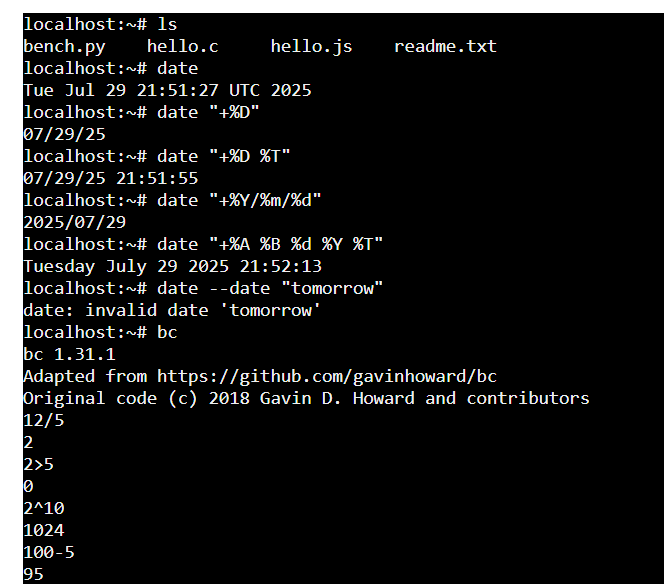 localhost:~# ls
bench.py    hello.c     hello.js    readme.txt
localhost:~# date
Tue Jul 29 21:51:27 UTC 2025
localhost:~# date "+%D"
07/29/25
localhost:~# date "+%D %T"
07/29/25 21:51:55
localhost:~# date "+%Y/%m/%d"
2025/07/29
localhost:~# date "+%A %B %d %Y %T"
Tuesday July 29 2025 21:52:13
localhost:~# date --date "tomorrow"
date: invalid date 'tomorrow'
localhost:~# bc
bc 1.31.1
Adapted from https://github.com/gavinhoward/bc
Original code (c) 2018 Gavin D. Howard and contributors
12/5
2
2>5
0
2^10
1024
100-5
95